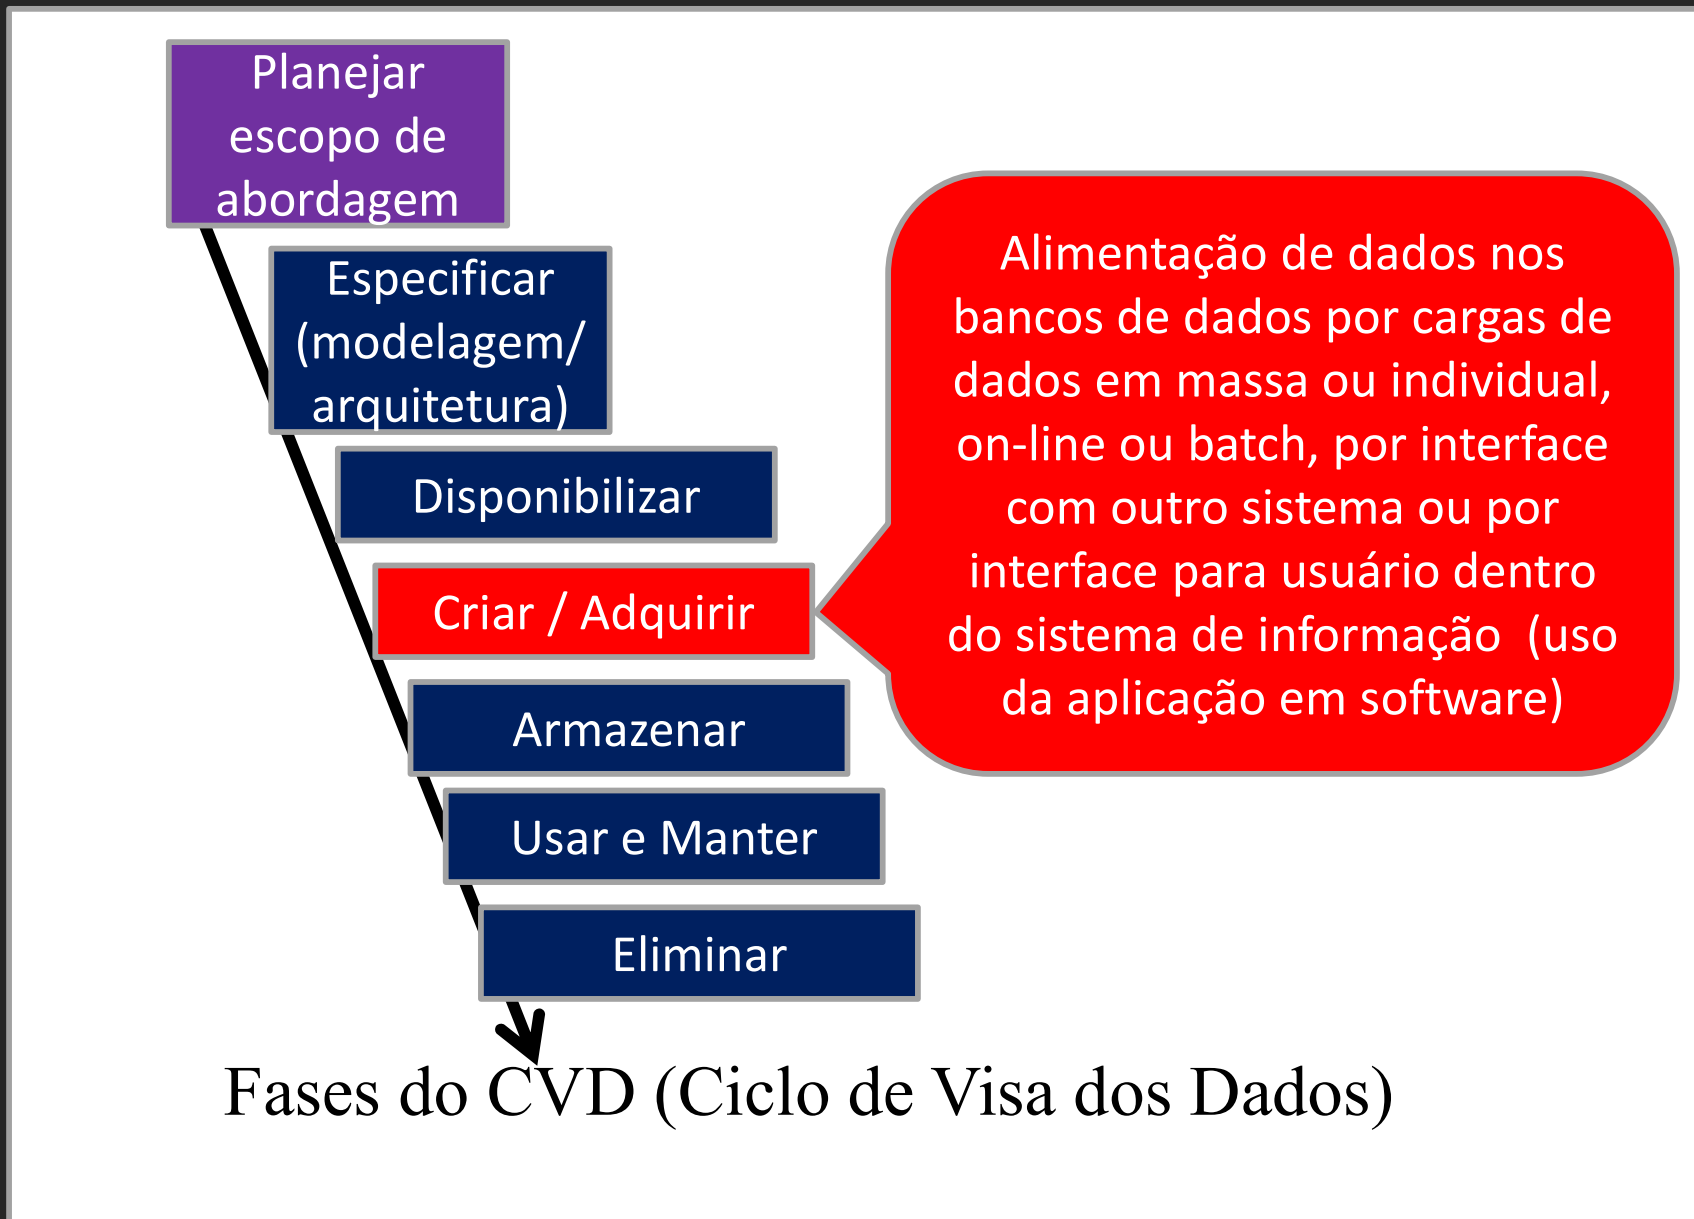 Planejar
escopo de
abordagem
Especificar
(modelagem/
arquitetura)
Disponibilizar
Criar / Adquirir
Armazenar
Usar e Manter
Eliminar
Alimentação de dados nos
bancos de dados por cargas de
dados em massa ou individual,
on-line ou batch, por interface
com outro sistema ou por
interface para usuário dentro
do sistema de informação (uso
da aplicação em software)
Fases do CVD (Ciclo de Visa dos Dados)